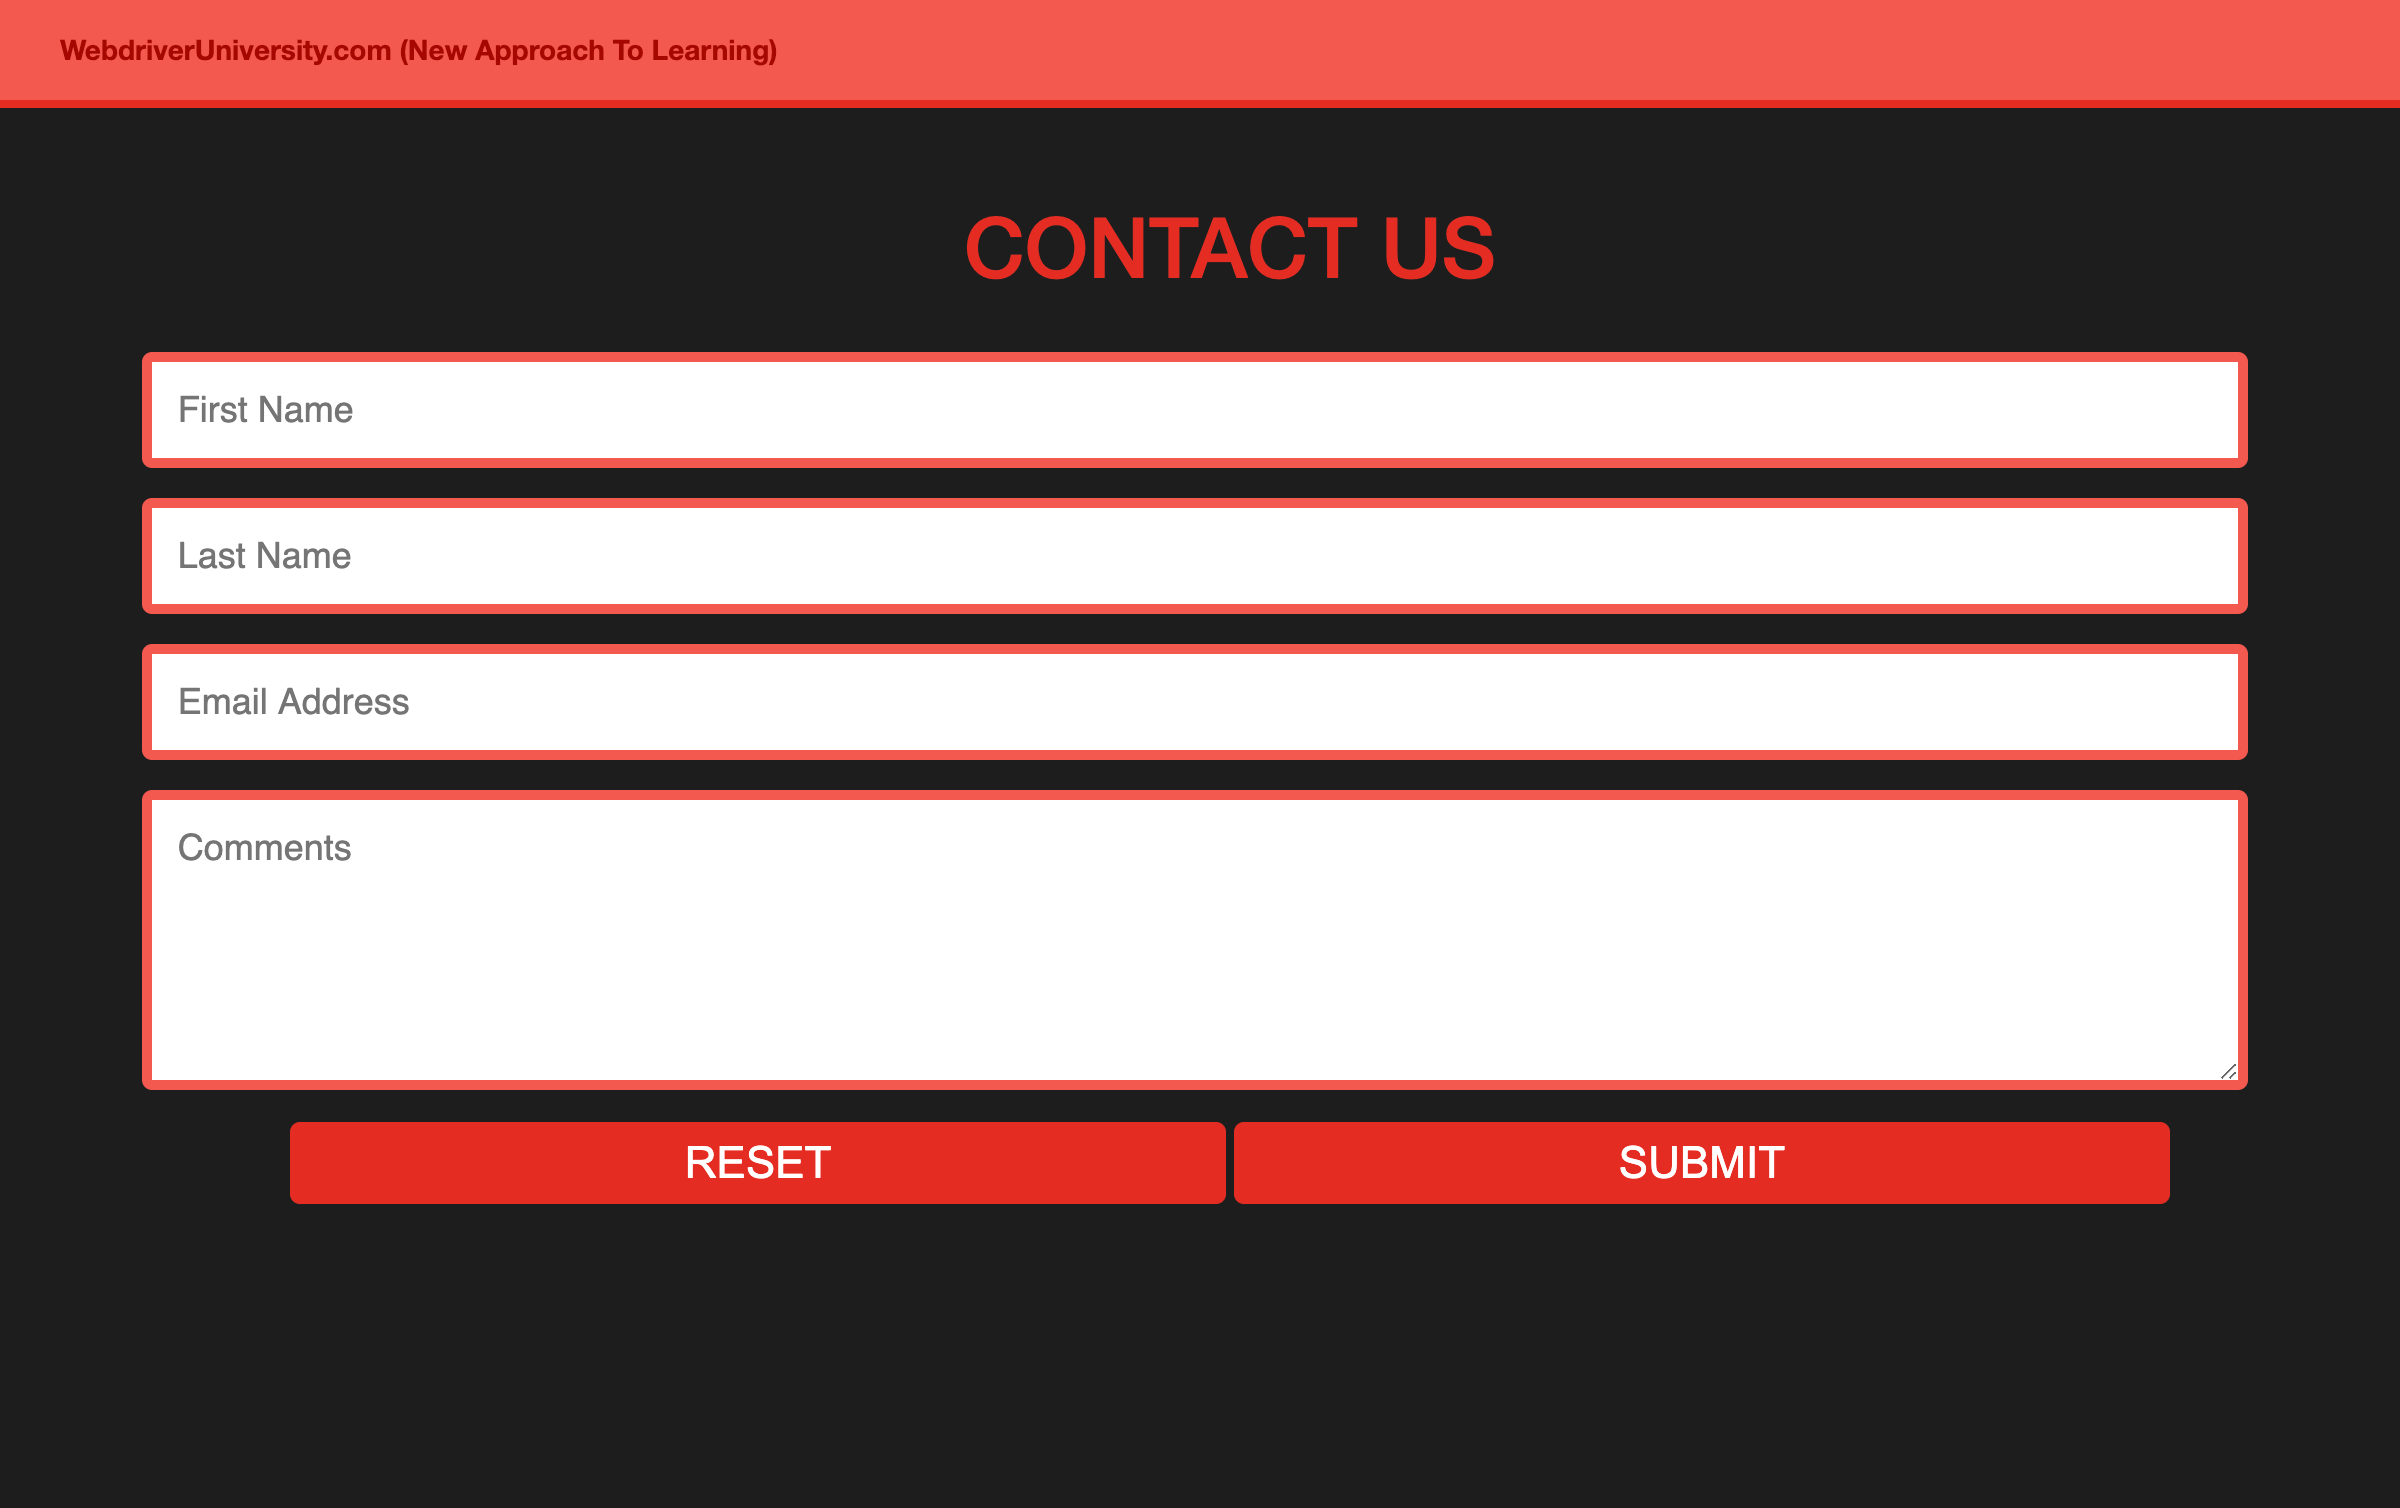 WebdriverUniversity.com (New Approach To Learning)
CONTACT US
First Name
Last Name
Email Address
Comments
RESET
SUBMIT